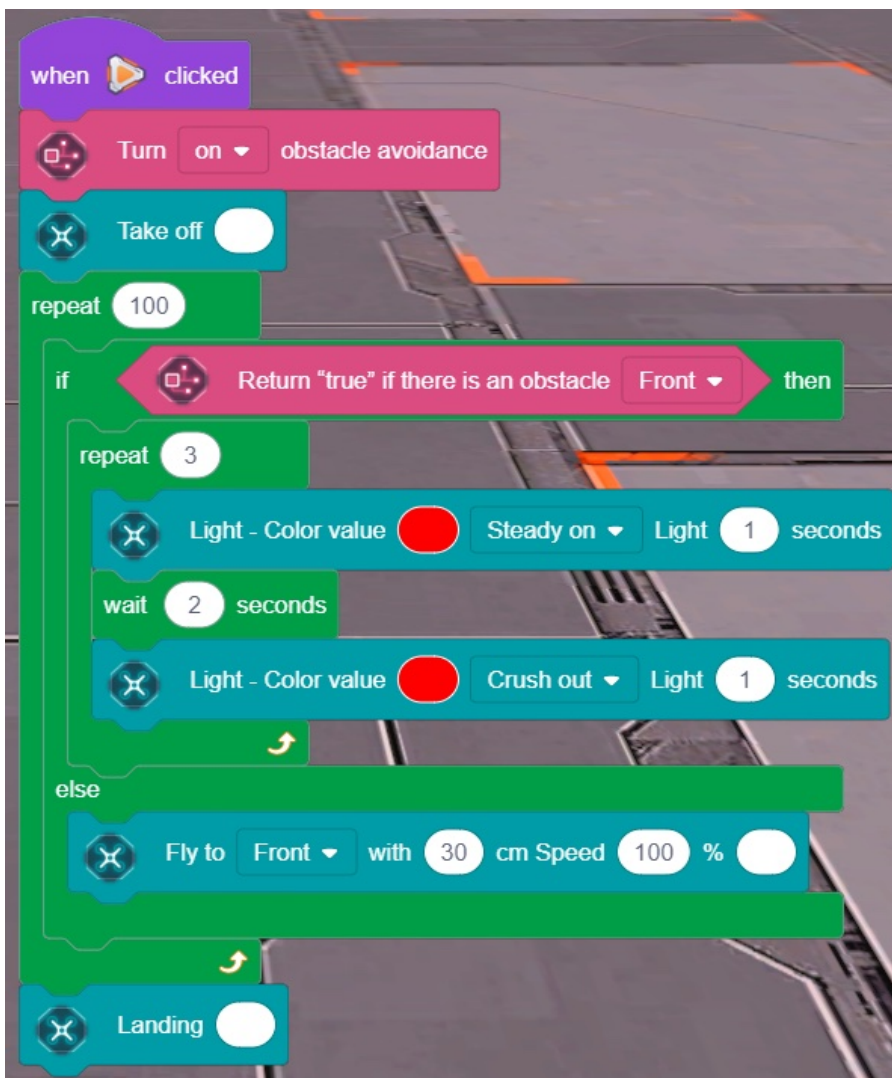 when clicked
Turn on obstacle avoidance
Take off
repeat 100
if Return “true” if there is an obstacle Front then
repeat 3
Light - Color value Steady on Light 1 seconds
wait 2 seconds
Light - Color value Crush out Light 1 seconds
else
Fly to Front with 30 cm Speed 100 %
Landing